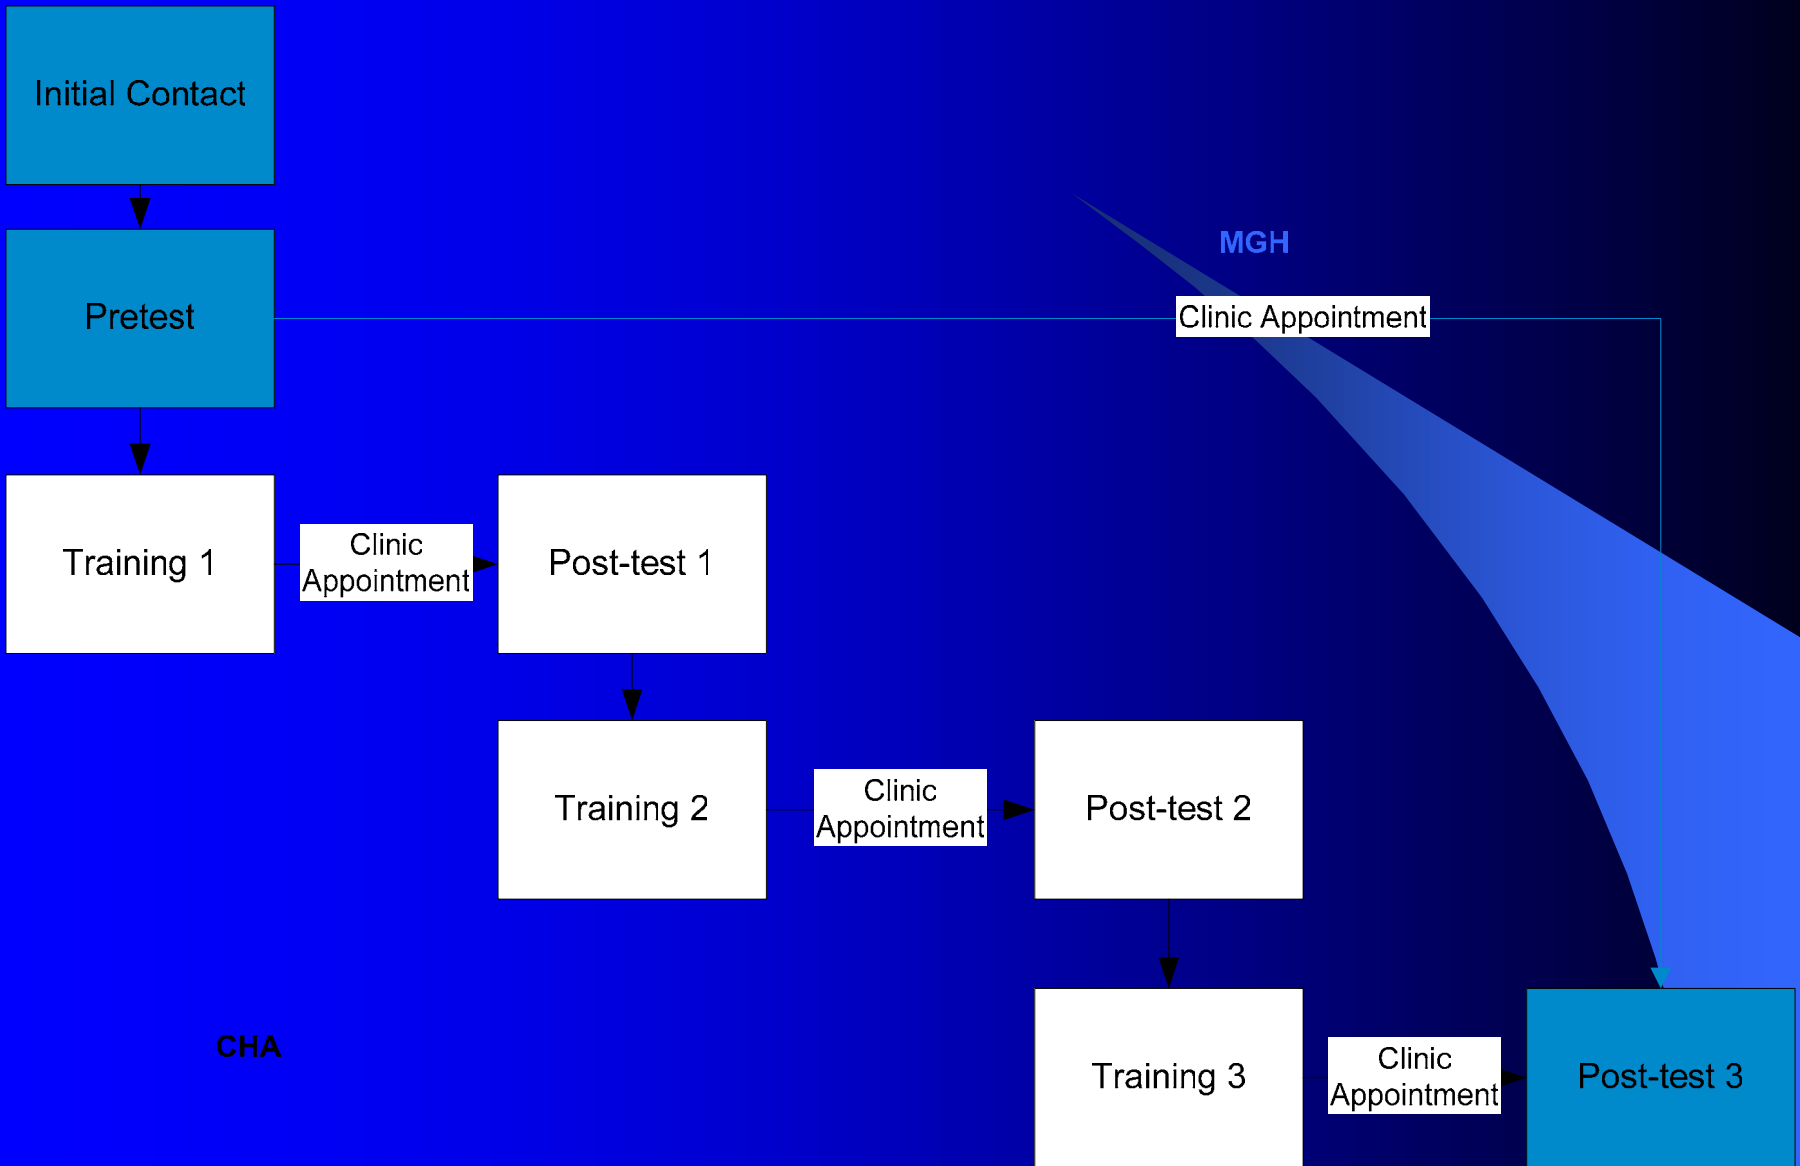 Initial Contact
MGH
Pretest
Clinic Appointment
Training 1
Clinic
Appointment
Post-test 1
Training 2
Clinic
Appointment
Post-test 2
CHA
Training 3
Clinic
Appointment
Post-test 3